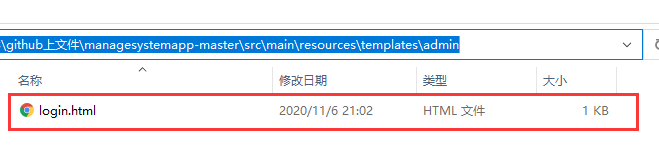 \github上文件\managesystemapp-master\src\main\resources\templates\admin
名称 修改日期 类型 大小
login.html 2020/11/6 21:02 HTML 文件 1 KB